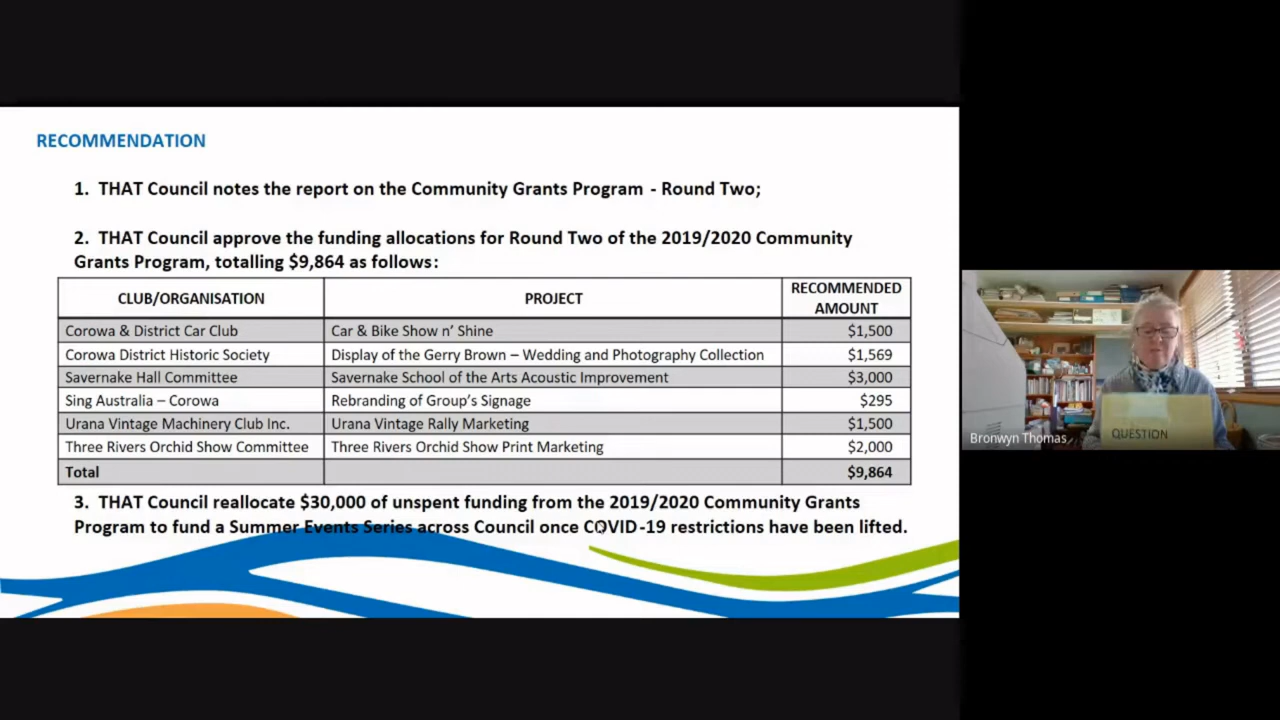 RECOMMENDATION
1. THAT Council notes the report on the Community Grants Program - Round Two;
2. THAT Council approve the funding allocations for Round Two of the 2019/2020 Community
Grants Program, totalling $9,864 as follows:
CLUB/ORGANISATION PROJECT RECOMMENDED
AMOUNT
Corowa & District Car Club Car & Bike Show n' Shine $1,500
Corowa District Historic Society Display of the Gerry Brown – Wedding and Photography Collection $1,569
Savernake Hall Committee Savernake School of the Arts Acoustic Improvement $3,000
Sing Australia – Corowa Rebranding of Group's Signage $295
Urana Vintage Machinery Club Inc. Urana Vintage Rally Marketing $1,500
Three Rivers Orchid Show Committee Three Rivers Orchid Show Print Marketing $2,000
Total $9,864
3. THAT Council reallocate $30,000 of unspent funding from the 2019/2020 Community Grants
Program to fund a Summer Events Series across Council once COVID-19 restrictions have been lifted.
QUESTION
Bronwyn Thomas